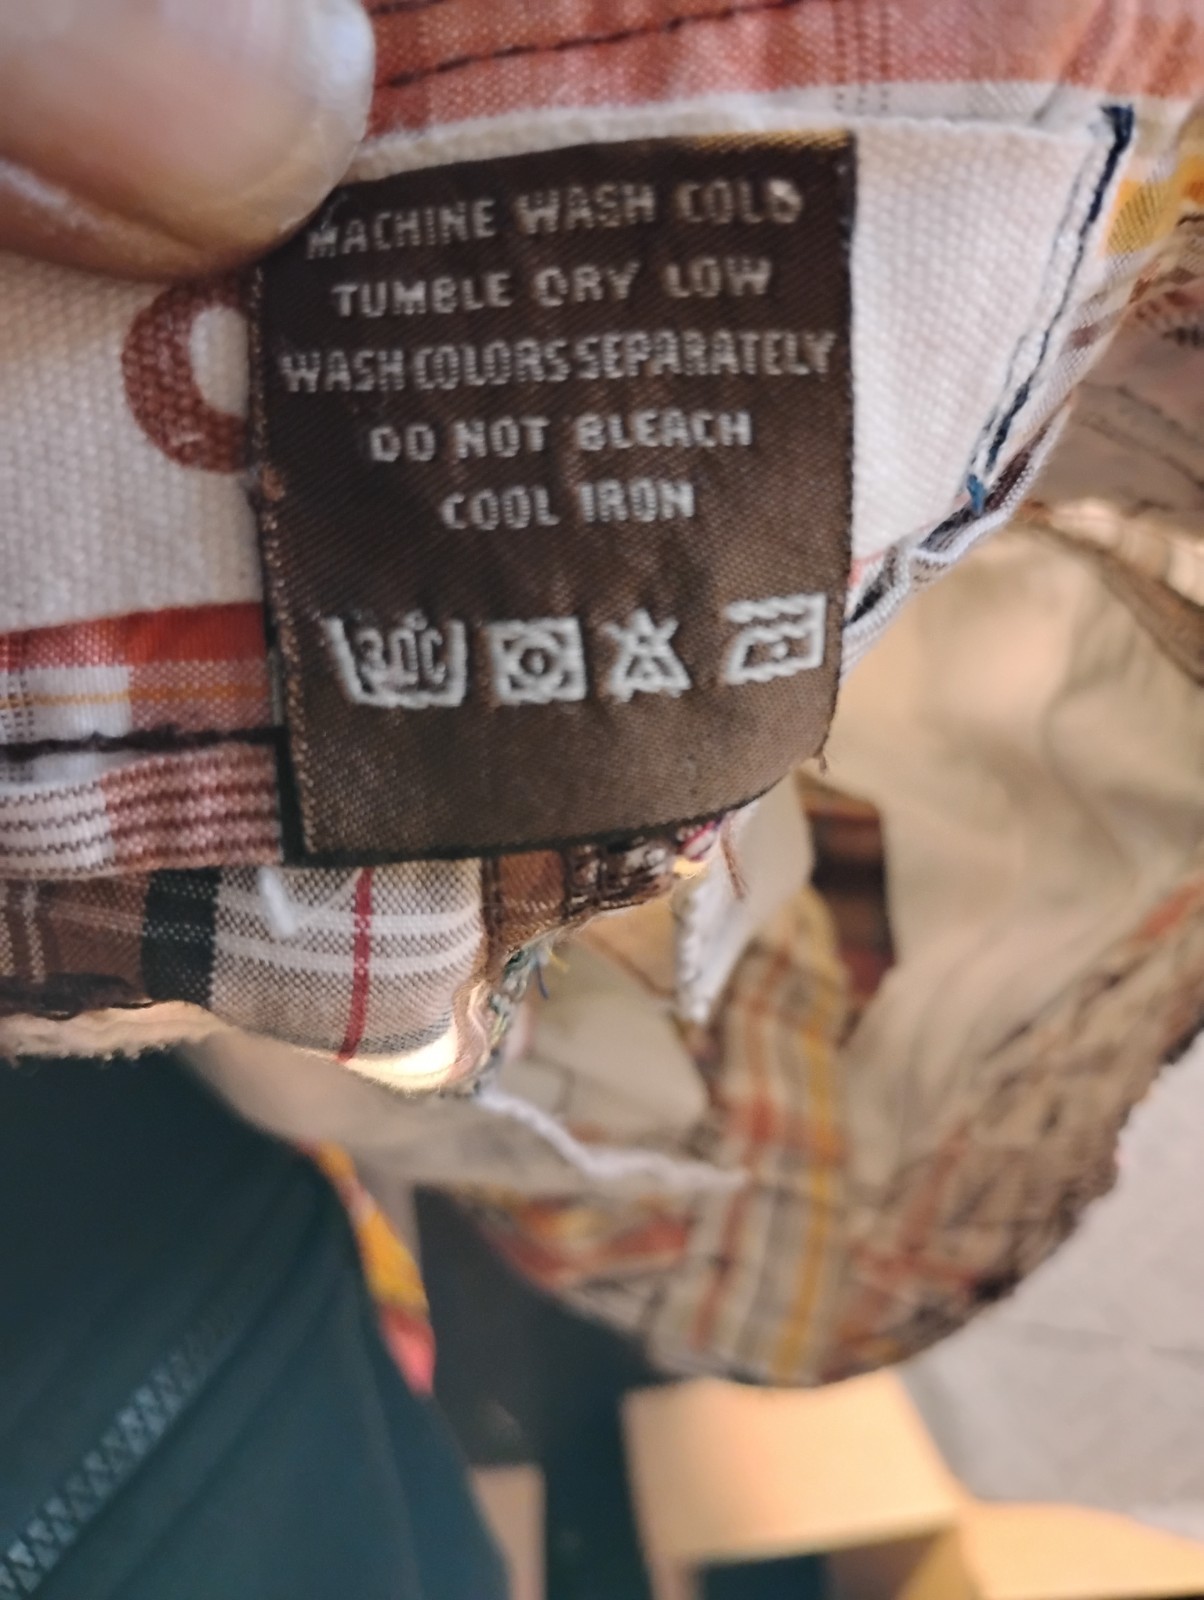 MACHINE WASH COLD
TUMBLE DRY LOW
WASH COLORS SEPARATELY
DO NOT BLEACH
COOL IRON
30°C